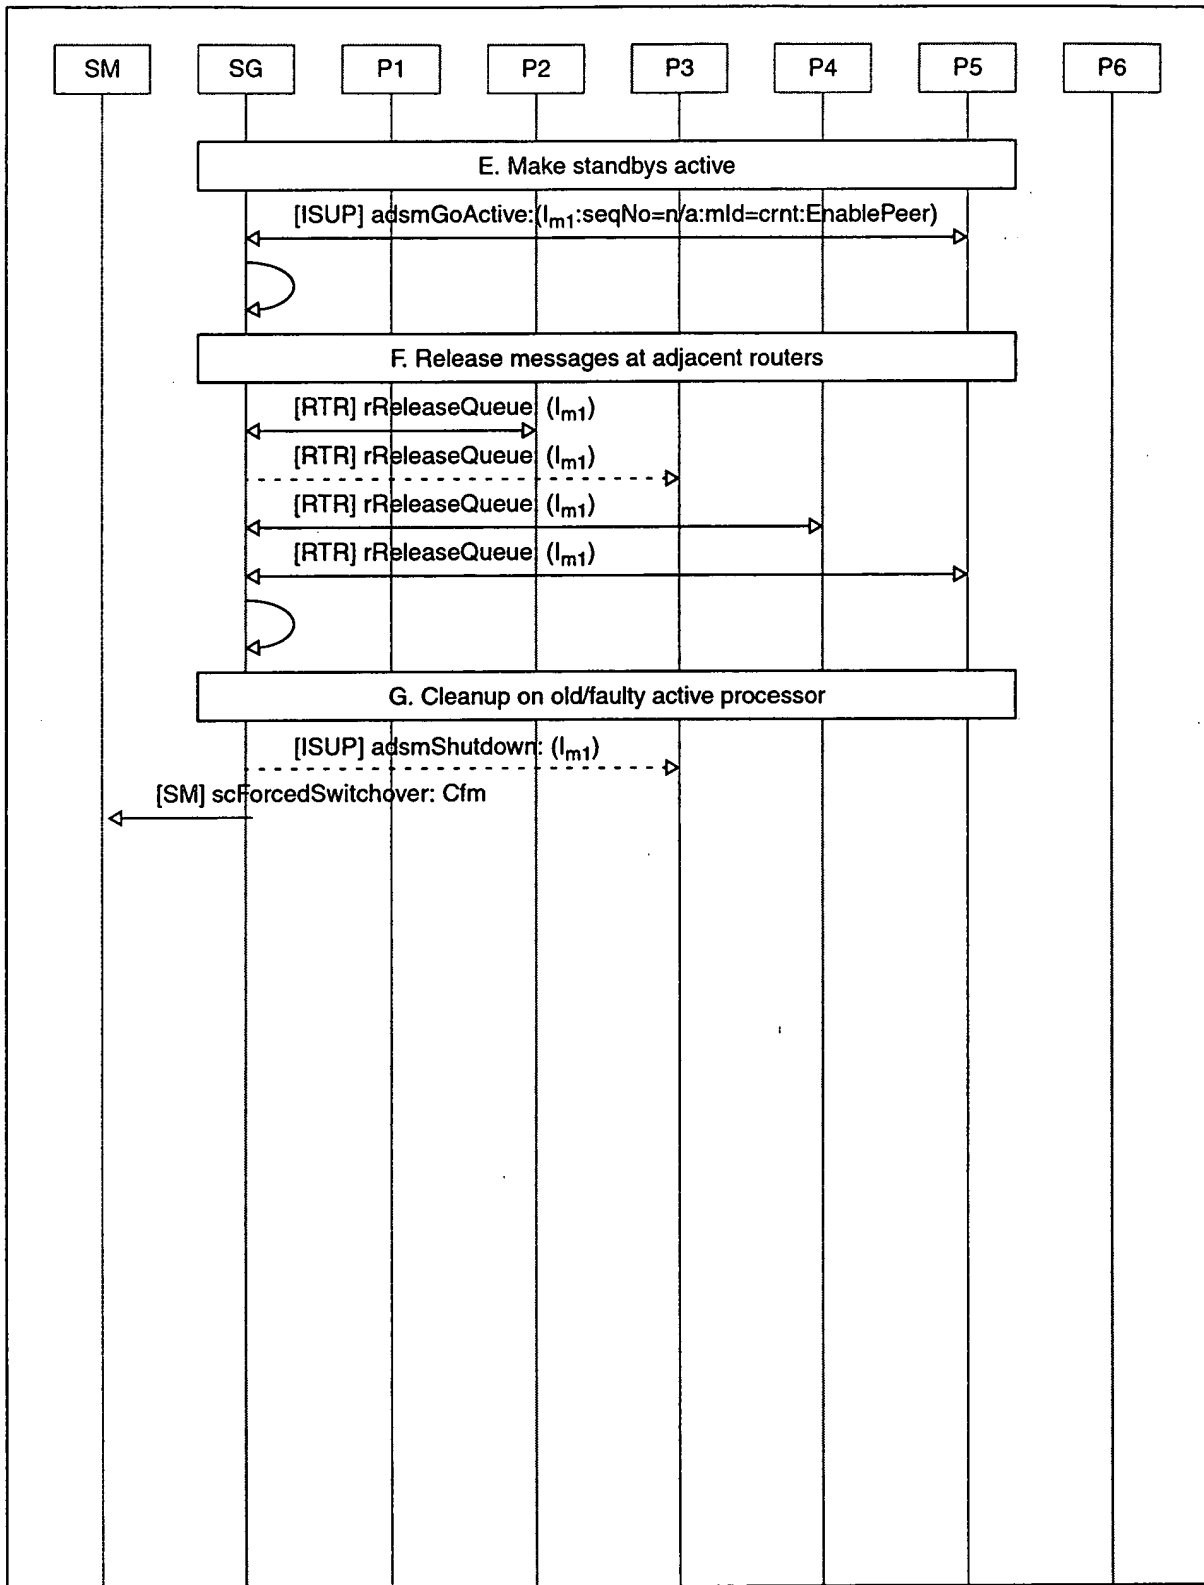 SM SG P1 P2 P3 P4 P5 P6
E. Make standbys active
[ISUP] adsmGoActive:(Im1:seqNo=n/a:mId=crnt:EnablePeer)
F. Release messages at adjacent routers
[RTR] rReleaseQueue: (Im1)
[RTR] rReleaseQueue: (Im1)
[RTR] rReleaseQueue: (Im1)
[RTR] rReleaseQueue: (Im1)
G. Cleanup on old/faulty active processor
[ISUP] adsmShutdown: (Im1)
[SM] scForcedSwitchover: Cfm